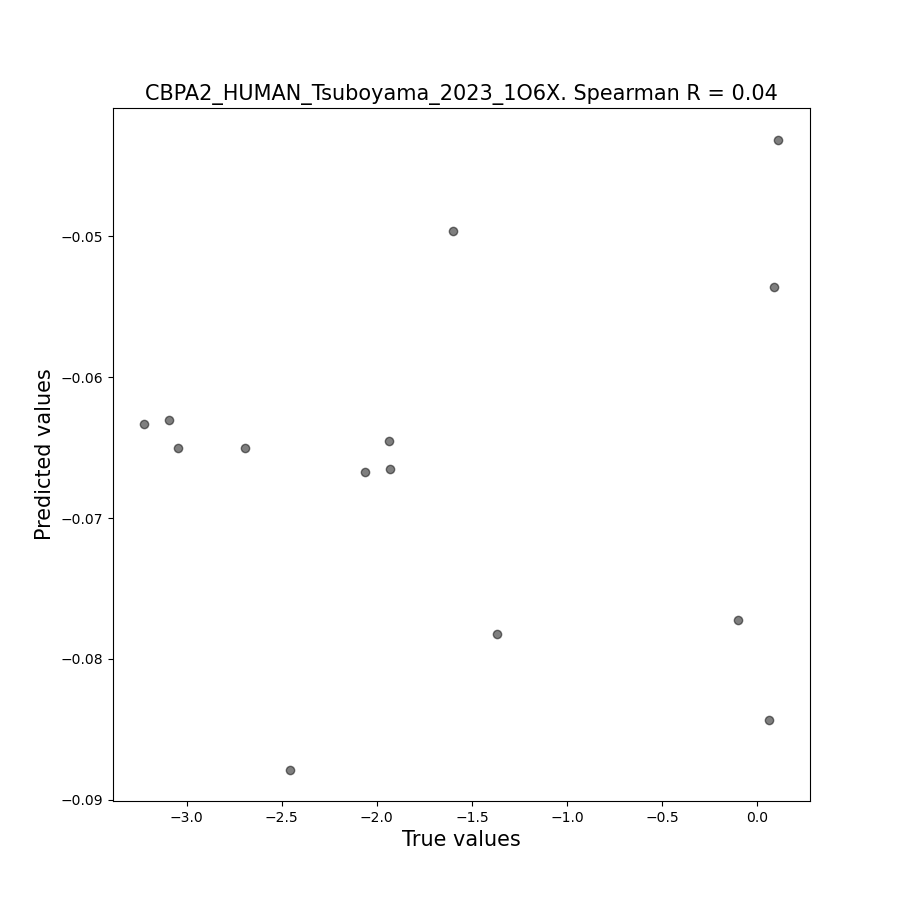 CBPA2_HUMAN_Tsuboyama_2023_1O6X. Spearman R = 0.04
−0.05
−0.06
−0.07
−0.08
−0.09
Predicted values
−3.0 −2.5 −2.0 −1.5 −1.0 −0.5 0.0
True values